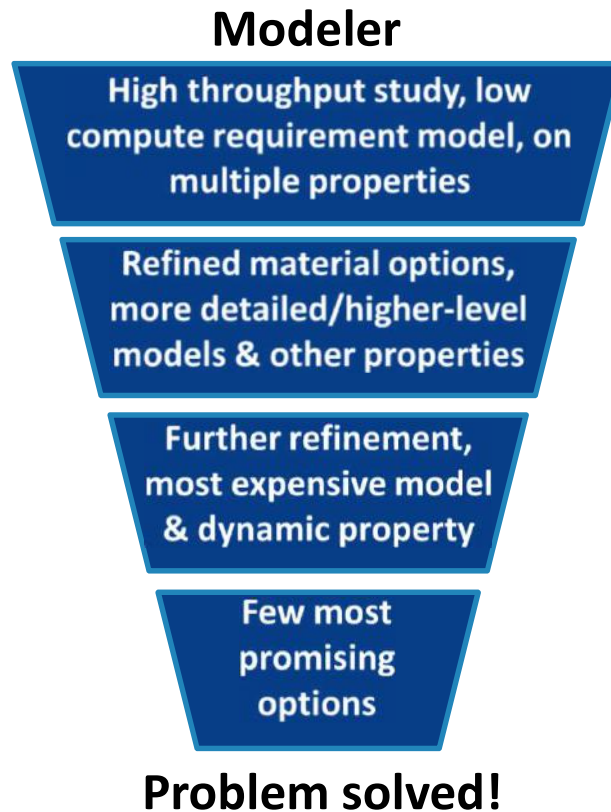 Modeler
High throughput study, low
compute requirement model, on
multiple properties
Refined material options,
more detailed/higher-level
models & other properties
Further refinement,
most expensive model
& dynamic property
Few most
promising
options
Problem solved!